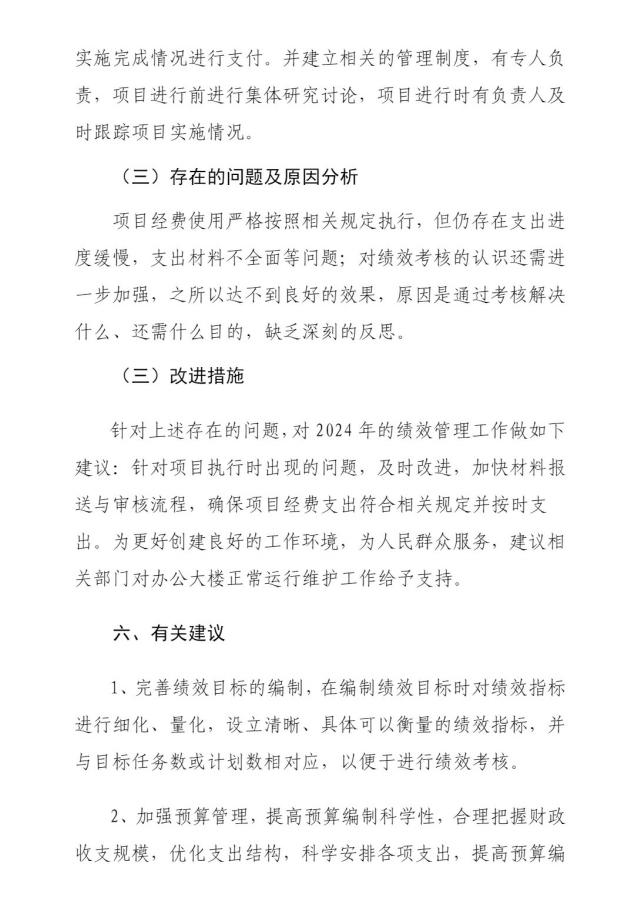 实施完成情况进行支付。并建立相关的管理制度，有专人负
责，项目进行前进行集体研究讨论，项目进行时有负责人及
时跟踪项目实施情况。
（三）存在的问题及原因分析
项目经费使用严格按照相关规定执行，但仍存在支出进
度缓慢，支出材料不全面等问题；对绩效考核的认识还需进
一步加强，之所以达不到良好的效果，原因是通过考核解决
什么、还需什么目的，缺乏深刻的反思。
（三）改进措施
针对上述存在的问题，对 2024 年的绩效管理工作做如下
建议：针对项目执行时出现的问题，及时改进，加快材料报
送与审核流程，确保项目经费支出符合相关规定并按时支
出。为更好创建良好的工作环境，为人民群众服务，建议相
关部门对办公大楼正常运行维护工作给予支持。
六、有关建议
1、完善绩效目标的编制，在编制绩效目标时对绩效指标
进行细化、量化，设立清晰、具体可以衡量的绩效指标，并
与目标任务数或计划数相对应，以便于进行绩效考核。
2、加强预算管理，提高预算编制科学性，合理把握财政
收支规模，优化支出结构，科学安排各项支出，提高预算编